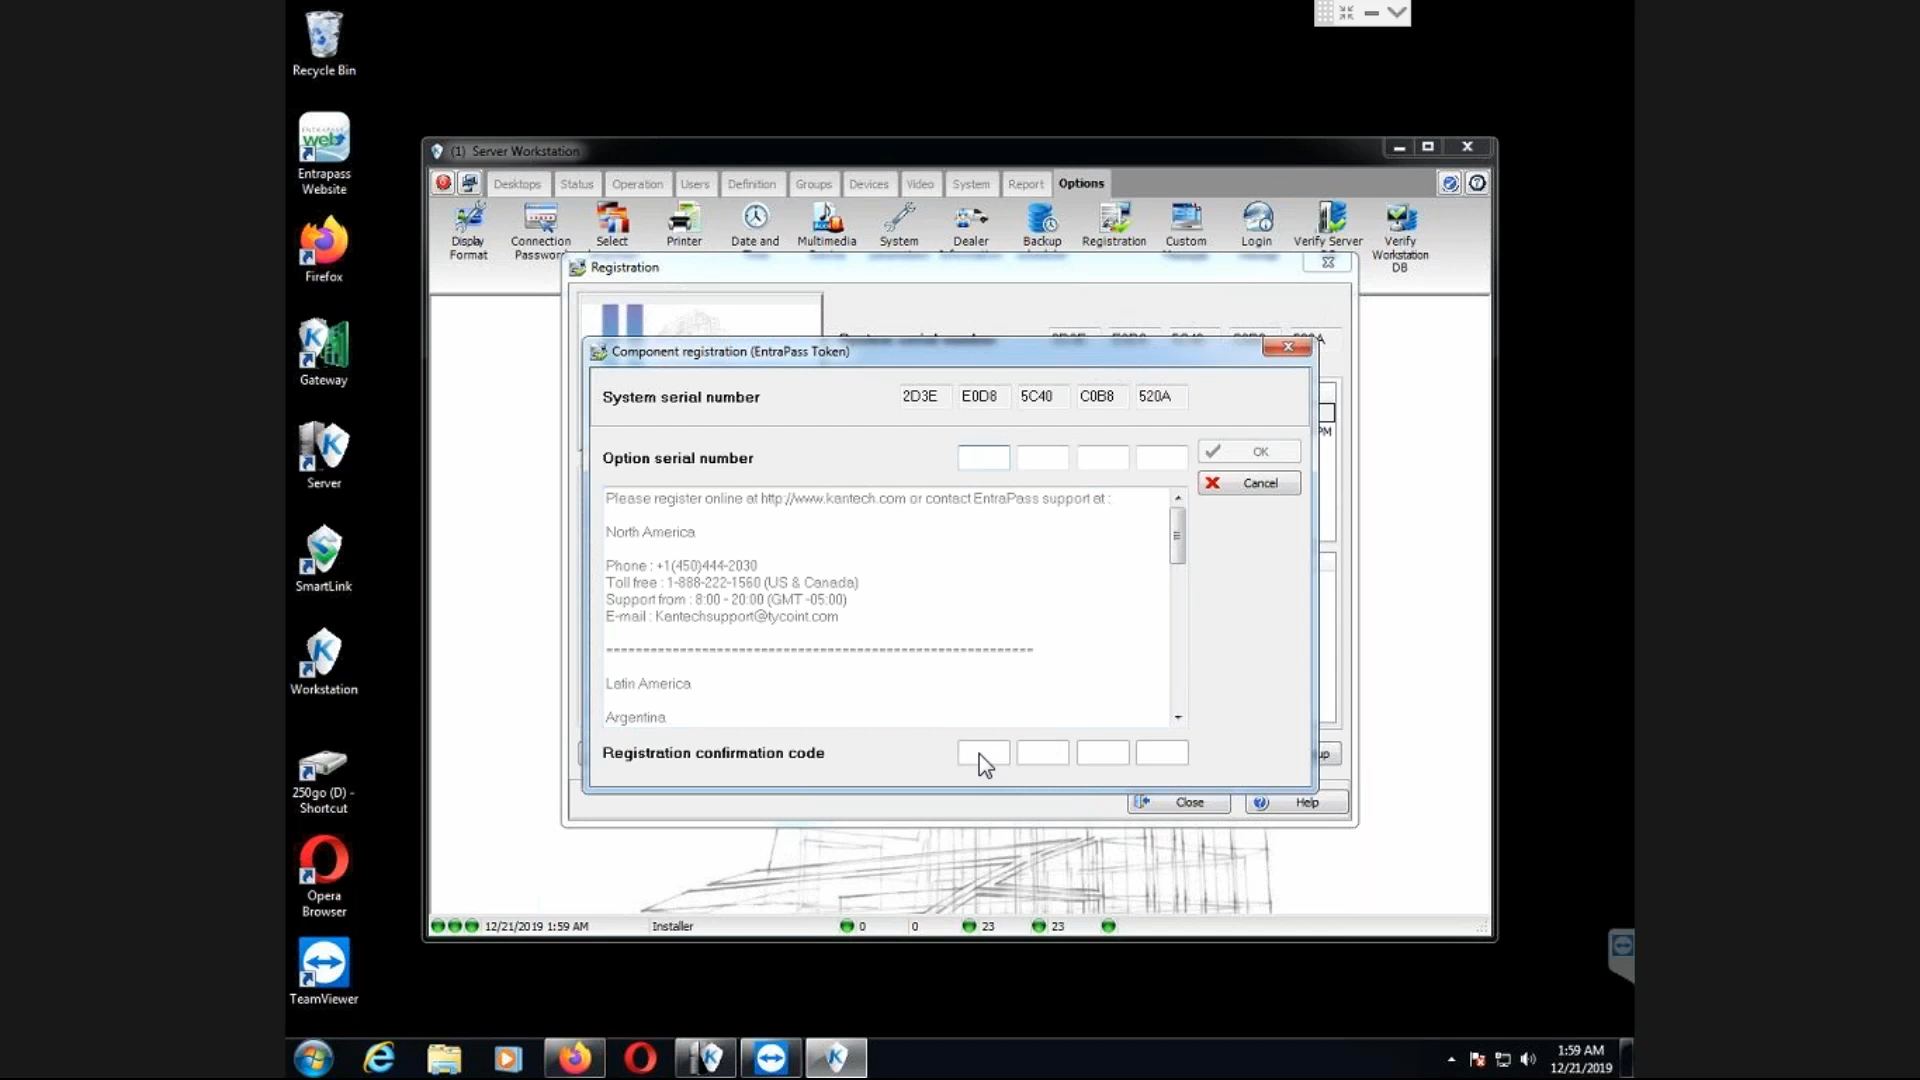 Recycle Bin
Entrapass
Website
Firefox
Gateway
Server
SmartLink
Workstation
250go (D) -
Shortcut
Opera
Browser
TeamViewer
(1) Server Workstation
Desktops Status Operation Users Definition Groups Devices Video System Report Options
Display
Format
Connection
Password
Select
Printer
Date and
Multimedia
System
Dealer
Backup
Registration
Custom
Login
Verify Server
Verify
Workstation
DB
Registration
Component registration (EntraPass Token)
System serial number 2D3E E0D8 5C40 C0B8 520A
Option serial number
OK
Cancel
Please register online at http://www.kantech.com or contact EntraPass support at :
North America
Phone : +1(450)444-2030
Toll free : 1-888-222-1560 (US & Canada)
Support from : 8:00 - 20:00 (GMT -05:00)
E-mail : Kantechsupport@tycoint.com
Latin America
Argentina
Registration confirmation code
PM
up
Close
Help
12/21/2019 1:59 AM Installer 0 0 23 23
1:59 AM
12/21/2019